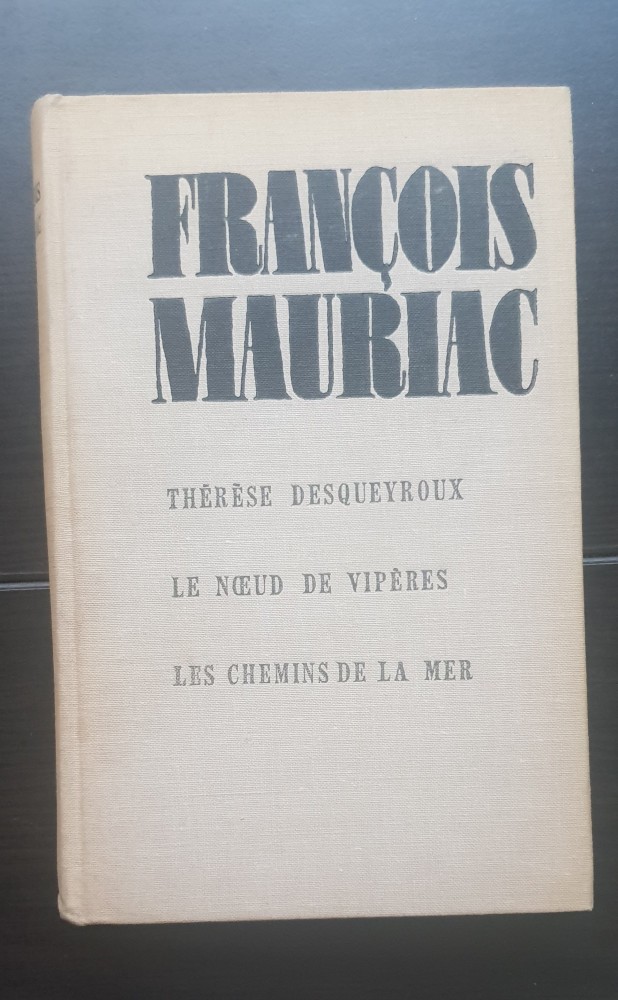 FRANÇOIS
MAURIAC
THÉRÈSE DESQUEYROUX
LE NŒUD DE VIPÈRES
LES CHEMINS DE LA MER